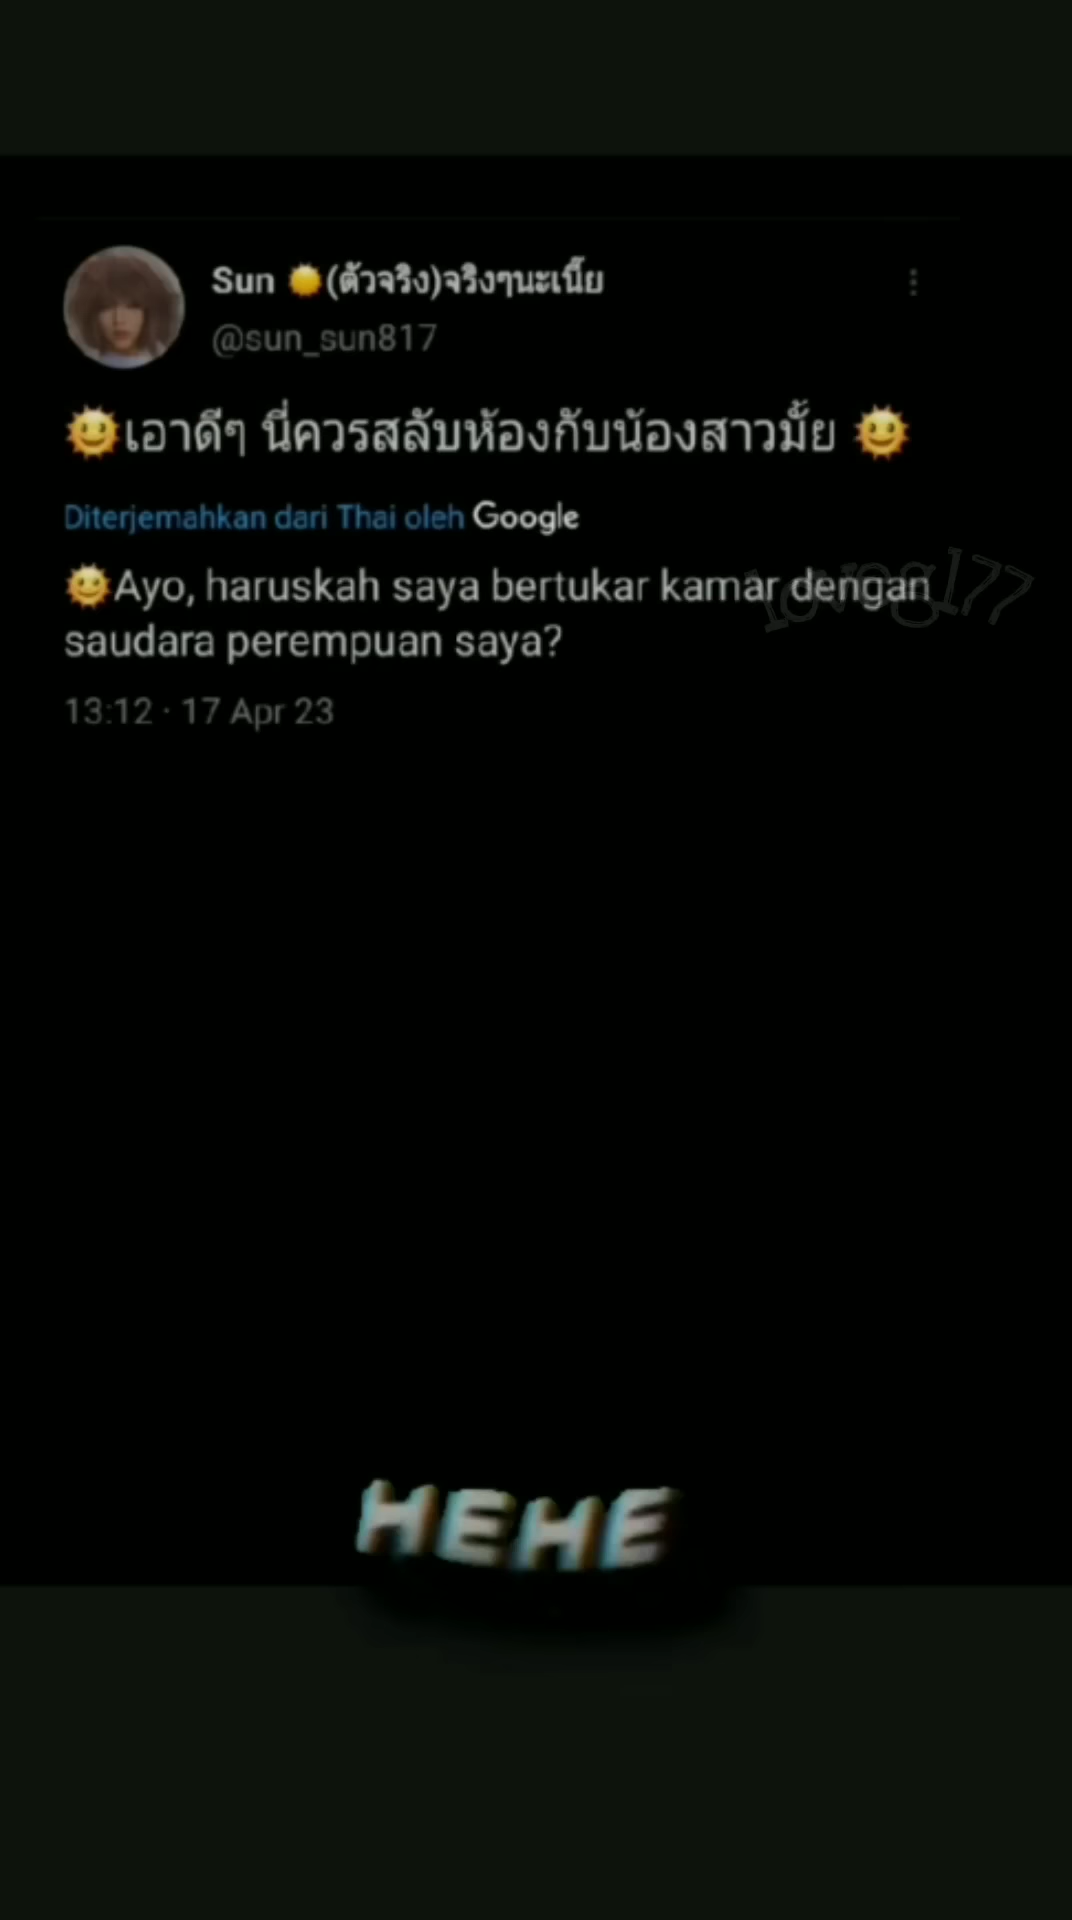 Sun ☀️(ตัวจริง)จริงๆนะเนี๊ย
@sun_sun817
🌞เอาดีๆ นี่ควรสลับห้องกับน้องสาวมั้ย 🌞
Diterjemahkan dari Thai oleh Google
🌞Ayo, haruskah saya bertukar kamar dengan
saudara perempuan saya?
13:12 · 17 Apr 23
HEHE